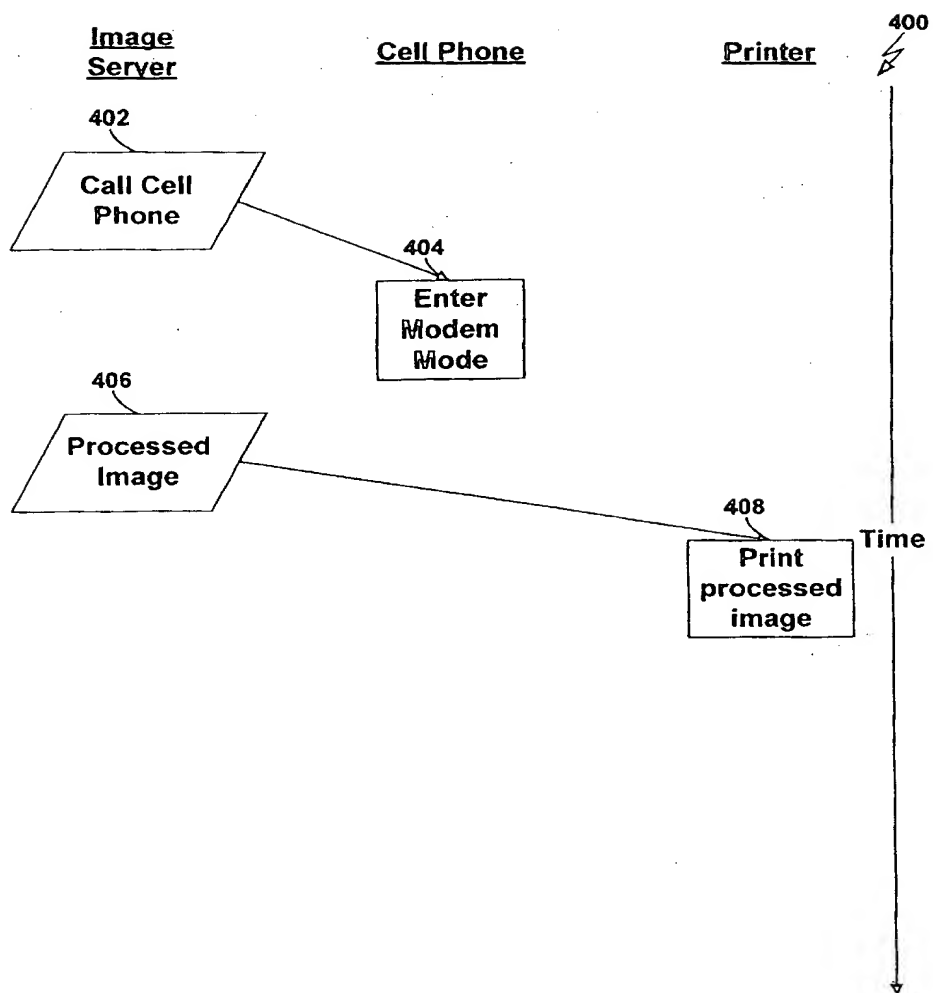 400
Image
Server
Cell Phone
Printer
402
Call Cell
Phone
404
Enter
Modem
Mode
406
Processed
Image
408
Time
Print
processed
image